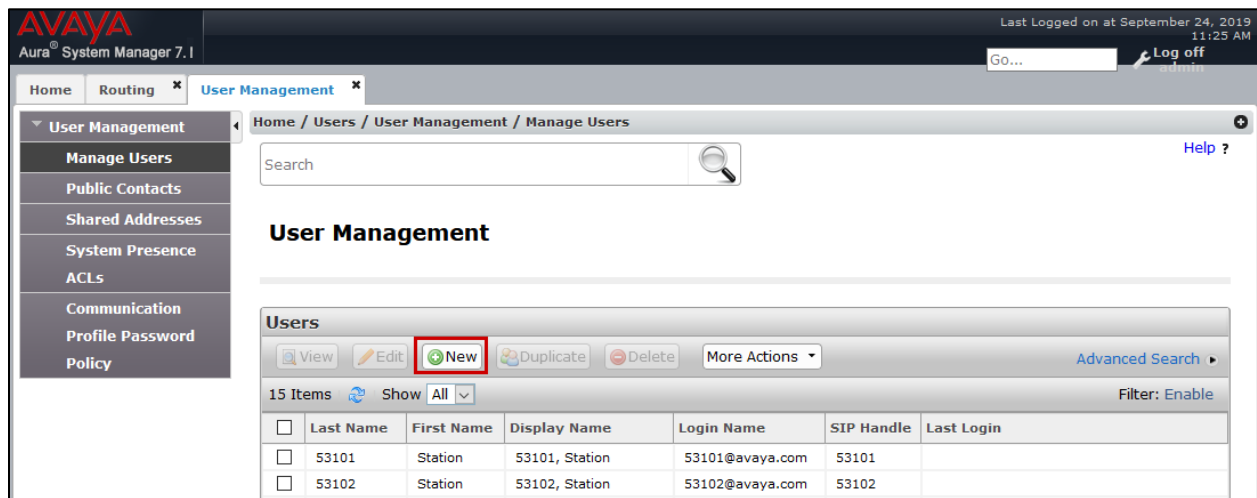 AVAYA
Aura® System Manager 7.1
Last Logged on at September 24, 2019
11:25 AM
Go...
Log off
admin
Home
Routing
User Management
User Management
Manage Users
Public Contacts
Shared Addresses
System Presence
ACLs
Communication
Profile Password
Policy
Home / Users / User Management / Manage Users
Help ?
Search
User Management
Users
View Edit New Duplicate Delete More Actions Advanced Search
15 Items Show All Filter: Enable
Last Name First Name Display Name Login Name SIP Handle Last Login
53101 Station 53101, Station 53101@avaya.com 53101
53102 Station 53102, Station 53102@avaya.com 53102